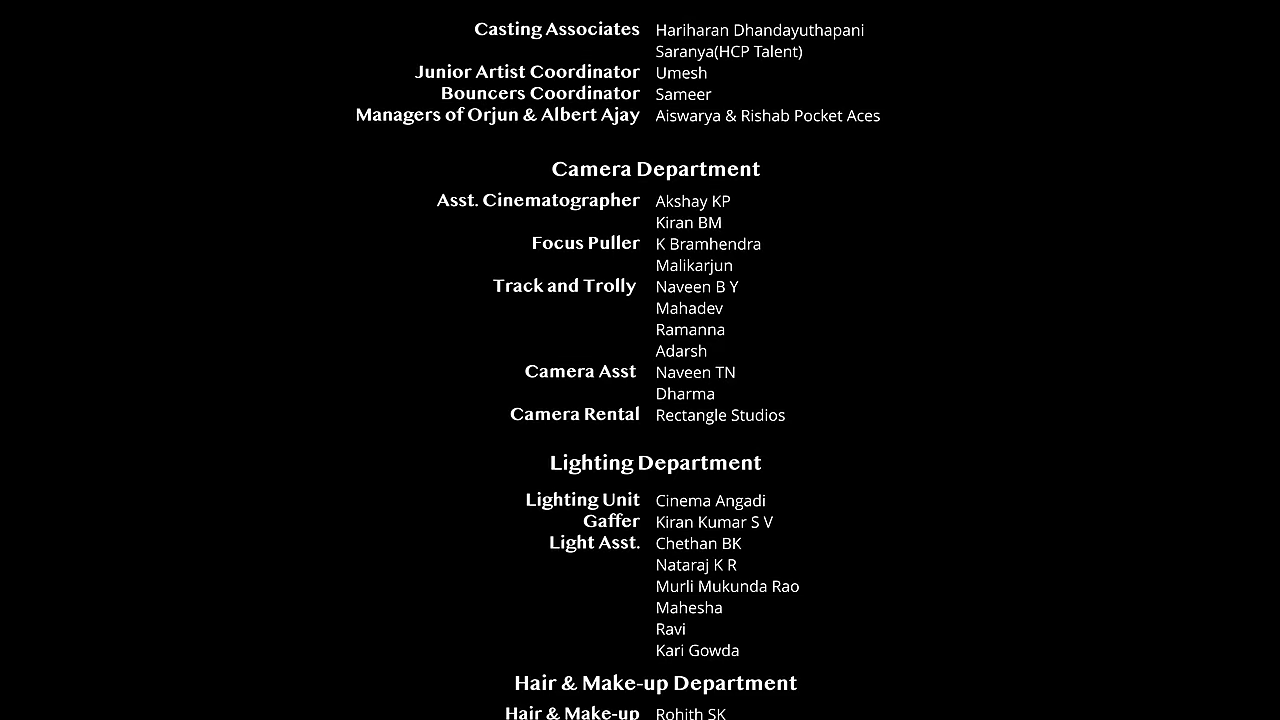 Casting Associates Hariharan Dhandayuthapani
Saranya(HCP Talent)
Junior Artist Coordinator Umesh
Bouncers Coordinator Sameer
Managers of Orjun & Albert Ajay Aiswarya & Rishab Pocket Aces
Camera Department
Asst. Cinematographer Akshay KP
Kiran BM
Focus Puller K Bramhendra
Malikarjun
Track and Trolly Naveen B Y
Mahadev
Ramanna
Adarsh
Camera Asst Naveen TN
Dharma
Camera Rental Rectangle Studios
Lighting Department
Lighting Unit Cinema Angadi
Gaffer Kiran Kumar S V
Light Asst. Chethan BK
Nataraj K R
Murli Mukunda Rao
Mahesha
Ravi
Kari Gowda
Hair & Make-up Department
Hair & Make-up Rohith SK